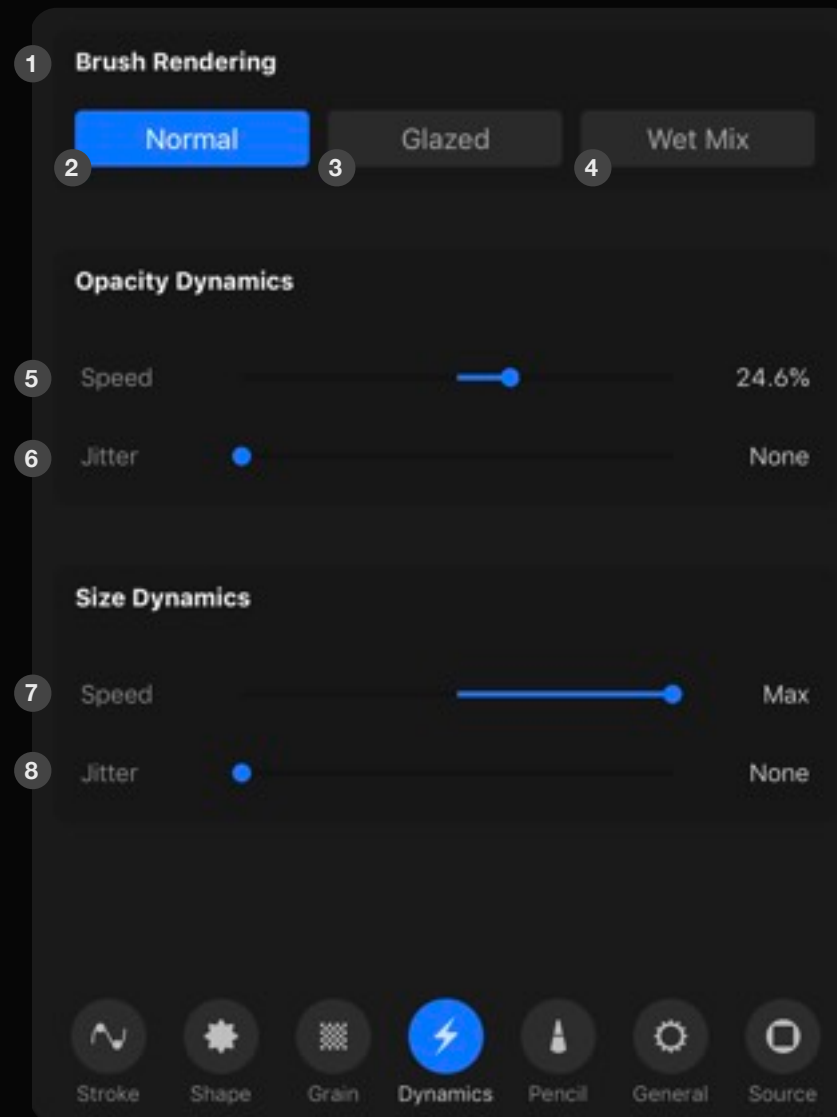 1 Brush Rendering
Normal Glazed Wet Mix
2 3 4
Opacity Dynamics
5 Speed 24.6%
6 Jitter None
Size Dynamics
7 Speed Max
8 Jitter None
Stroke Shape Grain Dynamics Pencil General Source